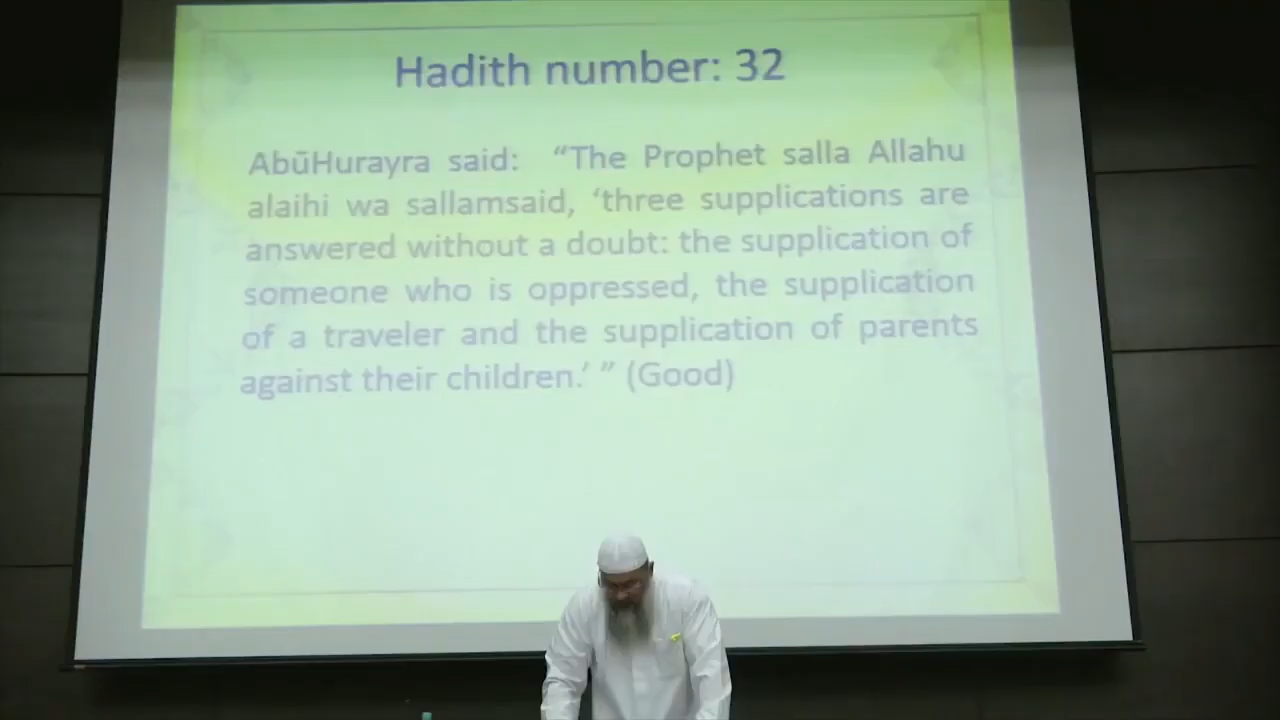 Hadith number: 32
AbūHurayra said: “The Prophet salla Allahu
alaihi wa sallamsaid, ‘three supplications are
answered without a doubt: the supplication of
someone who is oppressed, the supplication
of a traveler and the supplication of parents
against their children.’ ” (Good)